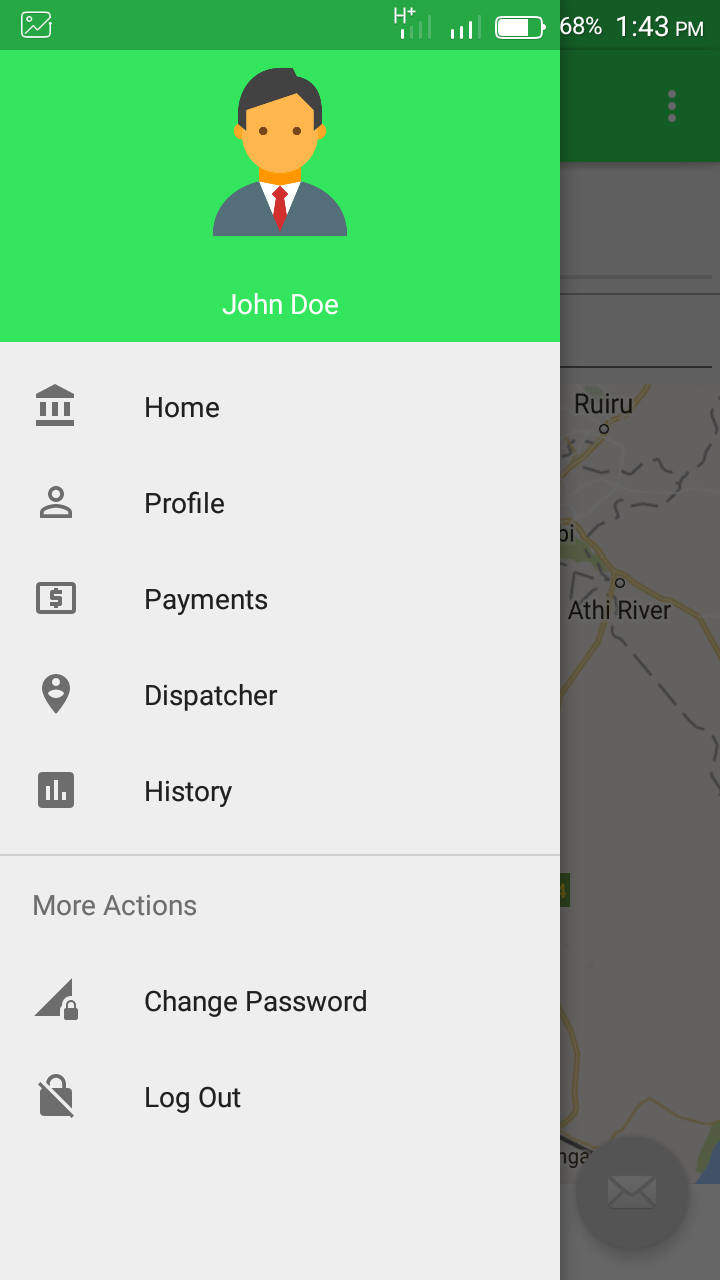 H+ 68% 1:43 PM
John Doe
Home
Profile
Payments
Dispatcher
History
More Actions
Change Password
Log Out
Ruiru
bi
Athi River
nga